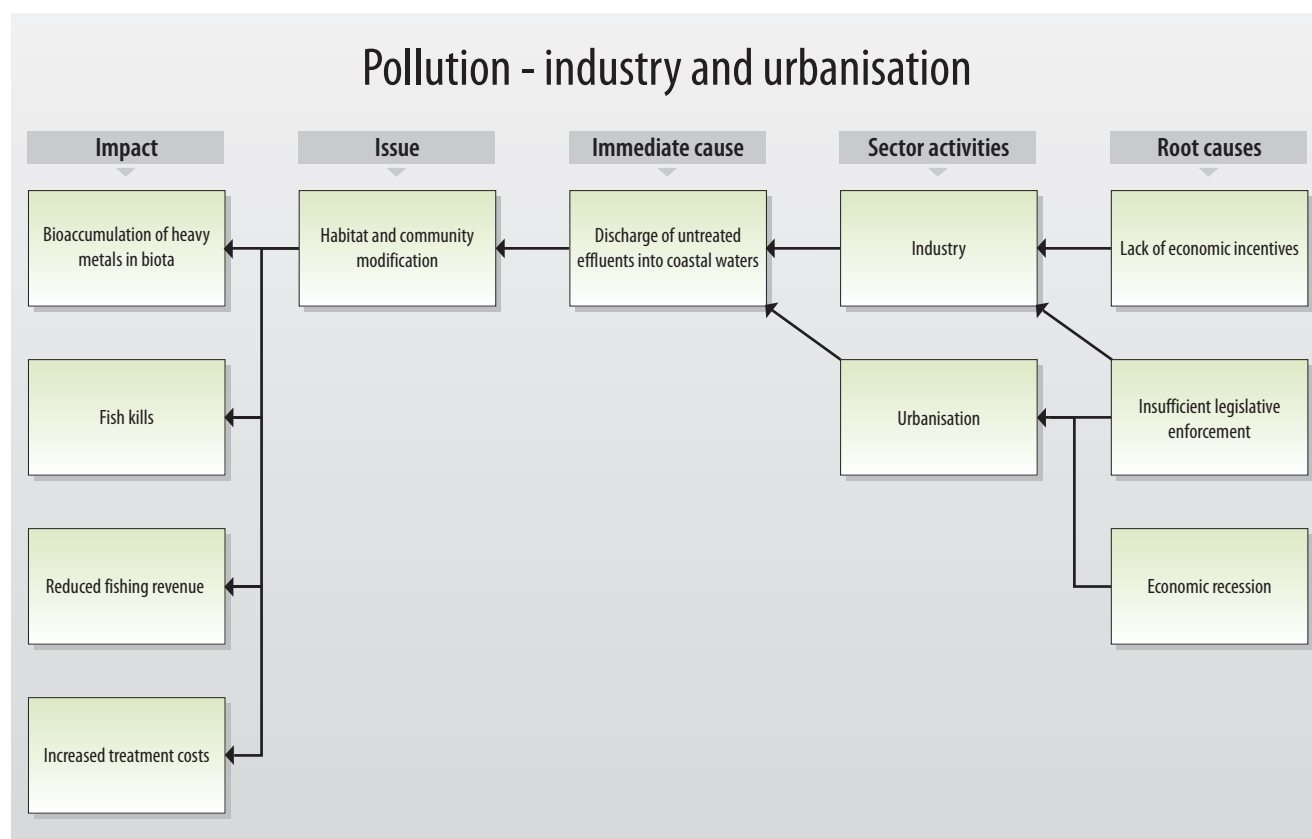 Pollution - industry and urbanisation
Impact
Issue
Immediate cause
Sector activities
Root causes
Bioaccumulation of heavy
metals in biota
Habitat and community
modification
Discharge of untreated
effluents into coastal waters
Industry
Lack of economic incentives
Fish kills
Urbanisation
Insufficient legislative
enforcement
Reduced fishing revenue
Economic recession
Increased treatment costs